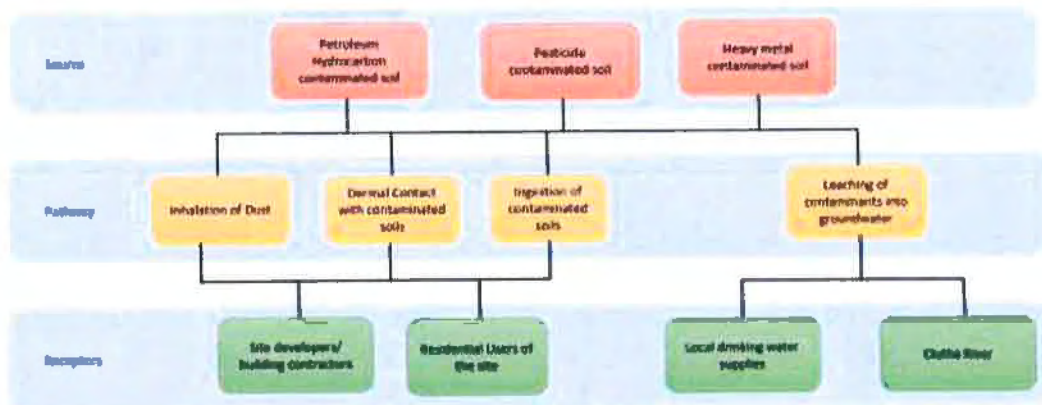 Source
Petroleum
Hydrocarbon
contaminated soil
Pesticide
contaminated soil
Heavy metal
contaminated soil
Pathway
Inhalation of Dust
Dermal Contact
with contaminated
soils
Ingestion of
contaminated
soils
Leaching of
contaminants into
groundwater
Receptors
Site developers/
building contractors
Residential Users of
the site
Local drinking water
supplies
Clutha River